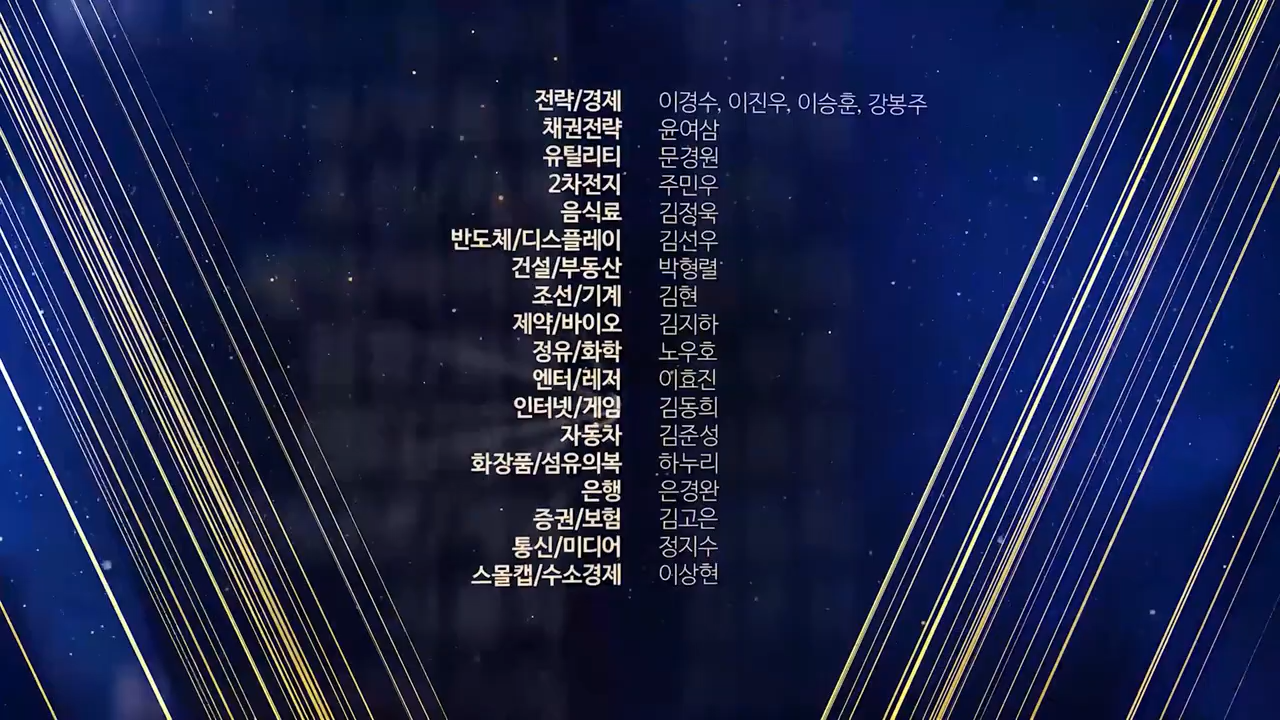 전략/경제 이경수, 이진우, 이승훈, 강봉주
채권전략 윤여삼
유틸리티 문경원
2차전지 주민우
음식료 김정욱
반도체/디스플레이 김선우
건설/부동산 박형렬
조선/기계 김현
제약/바이오 김지하
정유/화학 노우호
엔터/레저 이효진
인터넷/게임 김동희
자동차 김준성
화장품/섬유의복 하누리
은행 은경완
증권/보험 김고은
통신/미디어 정지수
스몰캡/수소경제 이상현